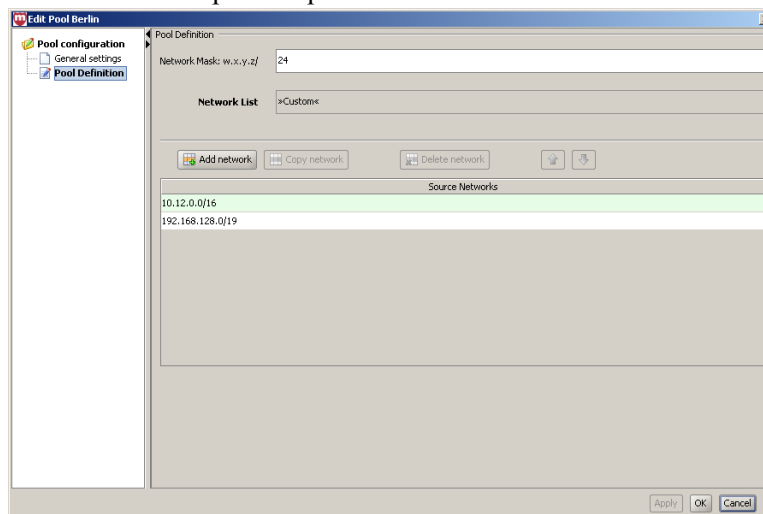 Edit Pool Berlin
Pool configuration
General settings
Pool Definition
Pool Definition
Network Mask: w.x.y.z/ 24
Network List »Custom«
Add network Copy network Delete network
Source Networks
10.12.0.0/16
192.168.128.0/19
Apply OK Cancel